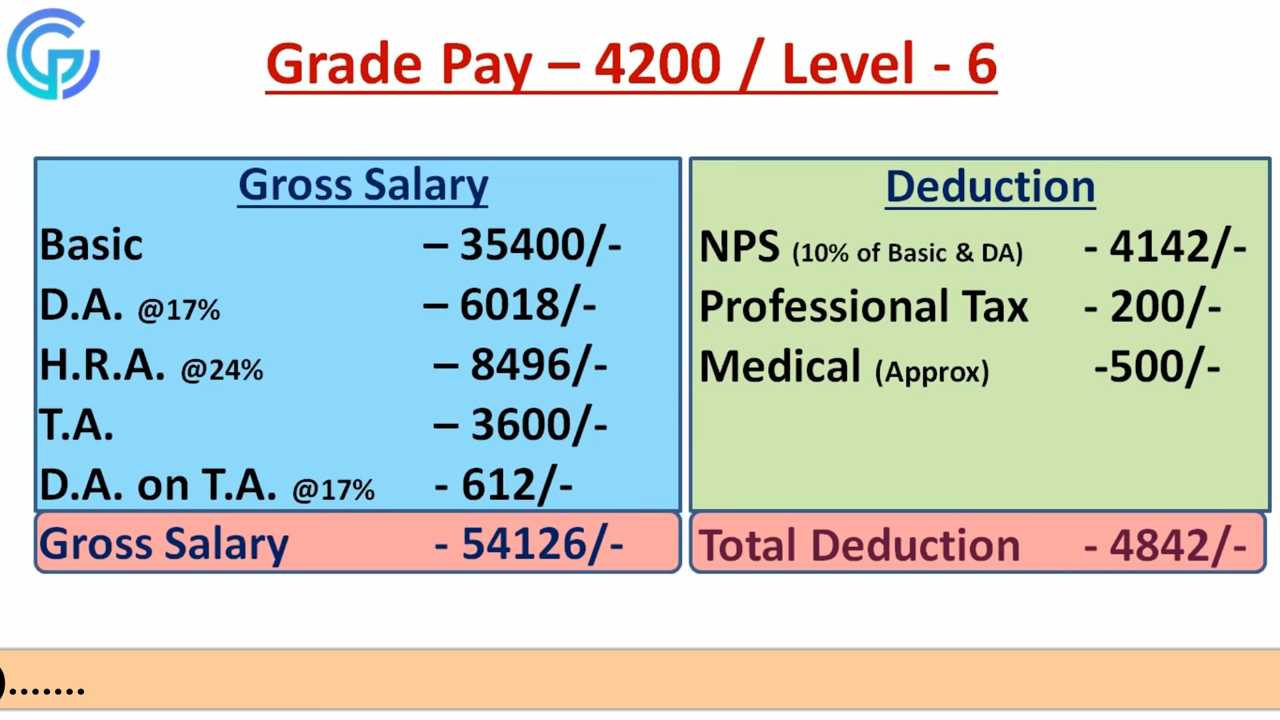 Grade Pay – 4200 / Level - 6
Gross Salary
Basic – 35400/-
D.A. @17% – 6018/-
H.R.A. @24% – 8496/-
T.A. – 3600/-
D.A. on T.A. @17% - 612/-
Gross Salary - 54126/-
Deduction
NPS (10% of Basic & DA) - 4142/-
Professional Tax - 200/-
Medical (Approx) -500/-
Total Deduction - 4842/-
).......